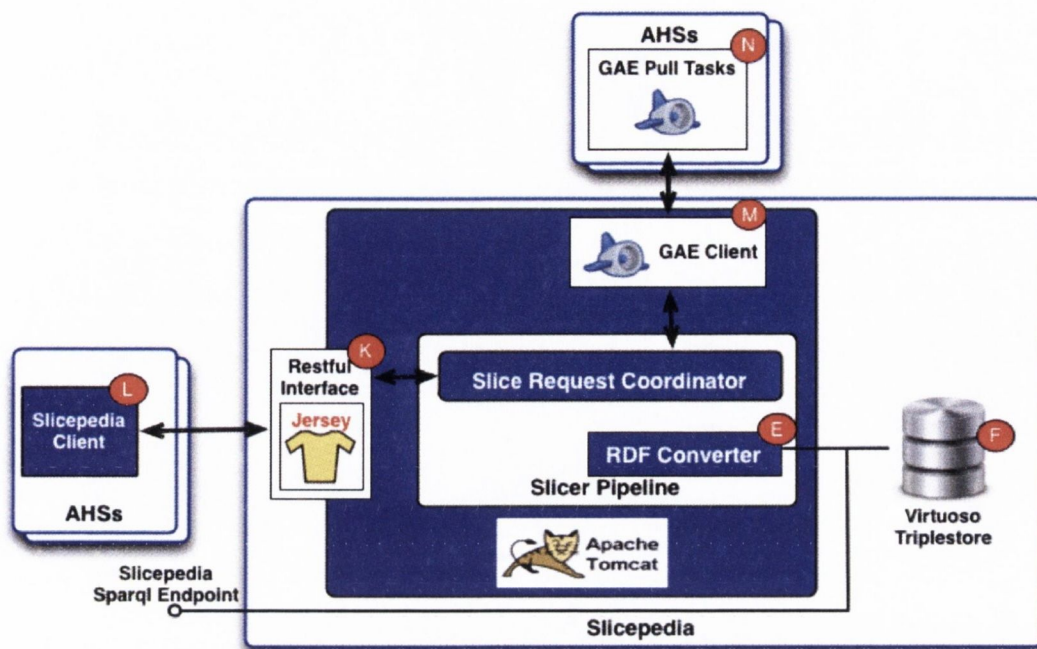 AHSs
N
GAE Pull Tasks
M
GAE Client
K
Restful
Interface
Jersey
Slice Request Coordinator
L
Slicepedia
Client
AHSs
E
RDF Converter
Slicer Pipeline
F
Virtuoso
Triplestore
Apache
Tomcat
Slicepedia
Sparql Endpoint
Slicepedia